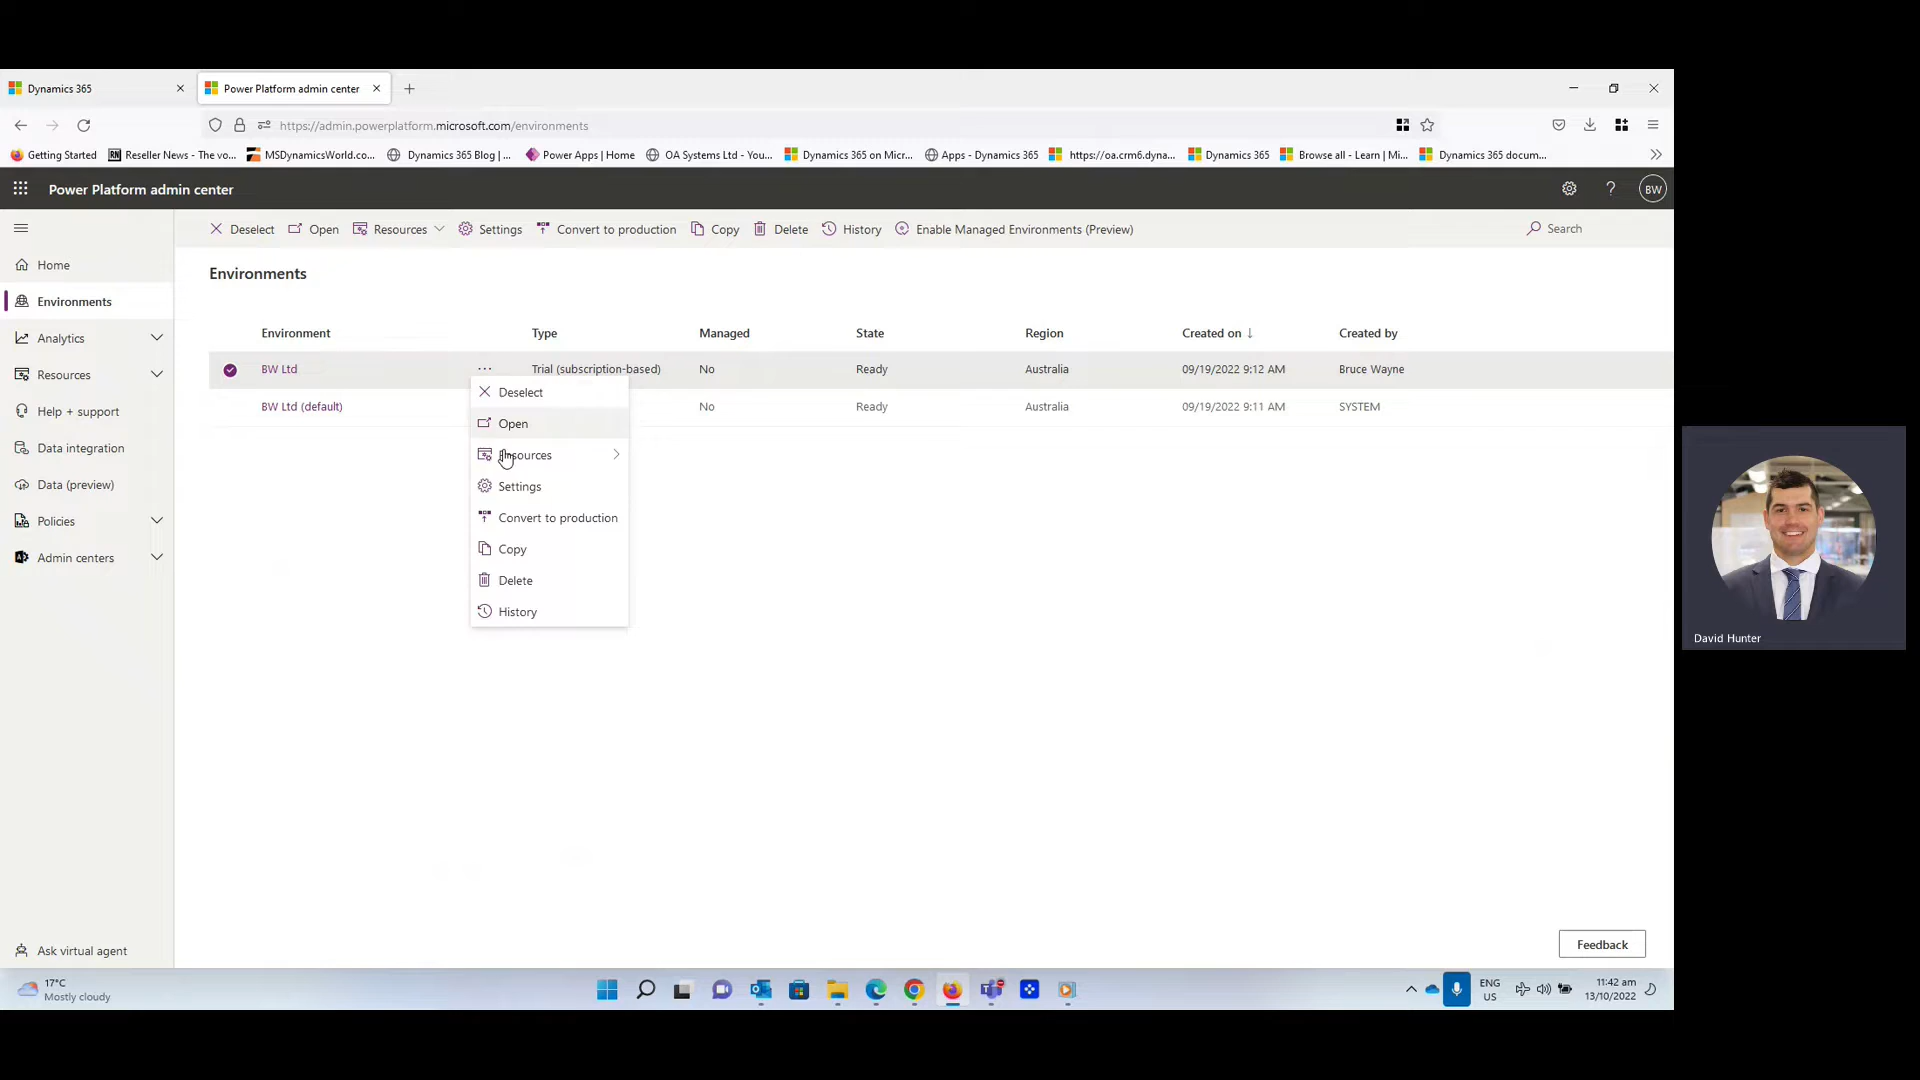 Dynamics 365
Power Platform admin center
https://admin.powerplatform.microsoft.com/environments
Getting Started
Reseller News - The vo...
MSDynamicsWorld.co...
Dynamics 365 Blog | ...
Power Apps | Home
OA Systems Ltd - You...
Dynamics 365 on Micr...
Apps - Dynamics 365
https://oa.crm6.dyna...
Dynamics 365
Browse all - Learn | Mi...
Dynamics 365 docum...
Power Platform admin center
BW
Deselect
Open
Resources
Settings
Convert to production
Copy
Delete
History
Enable Managed Environments (Preview)
Search
Home
Environments
Analytics
Resources
Help + support
Data integration
Data (preview)
Policies
Admin centers
Ask virtual agent
Environments
Environment Type Managed State Region Created on ↓ Created by
BW Ltd ... Trial (subscription-based) No Ready Australia 09/19/2022 9:12 AM Bruce Wayne
BW Ltd (default) No Ready Australia 09/19/2022 9:11 AM SYSTEM
Deselect
Open
Settings
Convert to production
Copy
Delete
History
Feedback
David Hunter
17°C
Mostly cloudy
ENG
US
11:42 am
13/10/2022